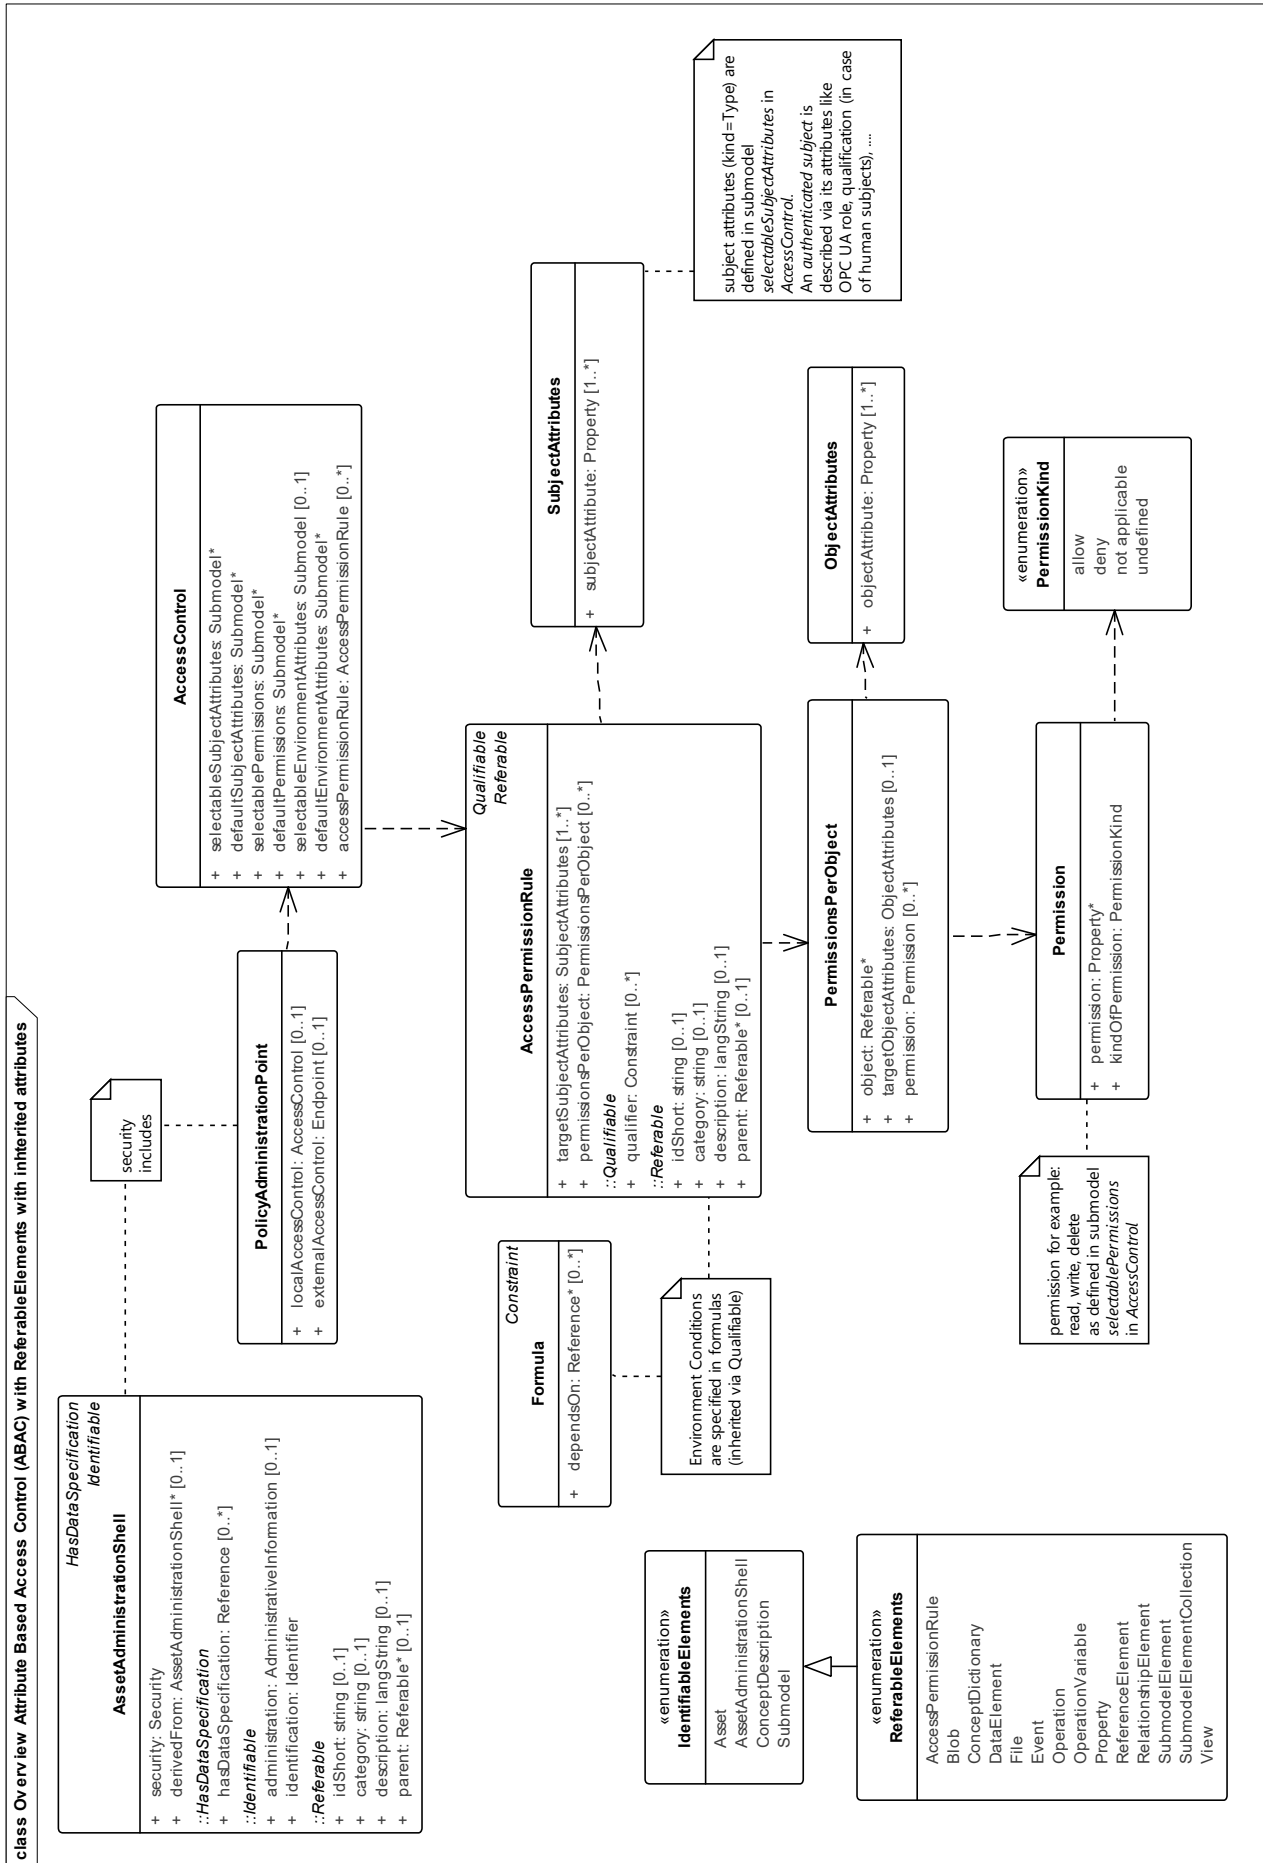 class Overview Attribute Based Access Control (ABAC) with ReferableElements with inherited attributes
HasDataSpecification
Identifiable
AssetAdministrationShell
+ security: Security
+ derivedFrom: AssetAdministrationShell* [0..1]
::HasDataSpecification
+ hasDataSpecification: Reference [0..*]
::Identifiable
+ administration: AdministrativeInformation [0..1]
+ identification: Identifier
::Referable
+ idShort: string [0..1]
+ category: string [0..1]
+ description: langString [0..1]
+ parent: Referable* [0..1]
security
includes
PolicyAdministrationPoint
+ localAccessControl: AccessControl [0..1]
+ externalAccessControl: Endpoint [0..1]
AccessControl
+ selectableSubjectAttributes: Submodel*
+ defaultSubjectAttributes: Submodel*
+ selectablePermissions: Submodel*
+ defaultPermissions: Submodel*
+ selectableEnvironmentAttributes: Submodel [0..1]
+ defaultEnvironmentAttributes: Submodel*
+ accessPermissionRule: AccessPermissionRule [0..*]
Constraint
Formula
+ dependsOn: Reference* [0..*]
Environment Conditions
are specified in formulas
(inherited via Qualifiable)
Qualifiable
Referable
AccessPermissionRule
+ targetSubjectAttributes: SubjectAttributes [1..*]
+ permissionsPerObject: PermissionsPerObject [0..*]
::Qualifiable
+ qualifier: Constraint [0..*]
::Referable
+ idShort: string [0..1]
+ category: string [0..1]
+ description: langString [0..1]
+ parent: Referable* [0..1]
SubjectAttributes
+ subjectAttribute: Property [1..*]
subject attributes (kind=Type) are
defined in submodel
selectableSubjectAttributes in
AccessControl.
An authenticated subject is
described via its attributes like
OPC UA role, qualification (in case
of human subjects), ....
«enumeration»
IdentifiableElements
Asset
AssetAdministrationShell
ConceptDescription
Submodel
«enumeration»
ReferableElements
AccessPermissionRule
Blob
ConceptDictionary
DataElement
File
Event
Operation
OperationVariable
Property
ReferenceElement
RelationshipElement
SubmodelElement
SubmodelElementCollection
View
PermissionsPerObject
+ object: Referable*
+ targetObjectAttributes: ObjectAttributes [0..1]
+ permission: Permission [0..*]
ObjectAttributes
+ objectAttribute: Property [1..*]
permission for example:
read, write, delete
as defined in submodel
selectablePermissions
in AccessControl
Permission
+ permission: Property*
+ kindOfPermission: PermissionKind
«enumeration»
PermissionKind
allow
deny
not applicable
undefined